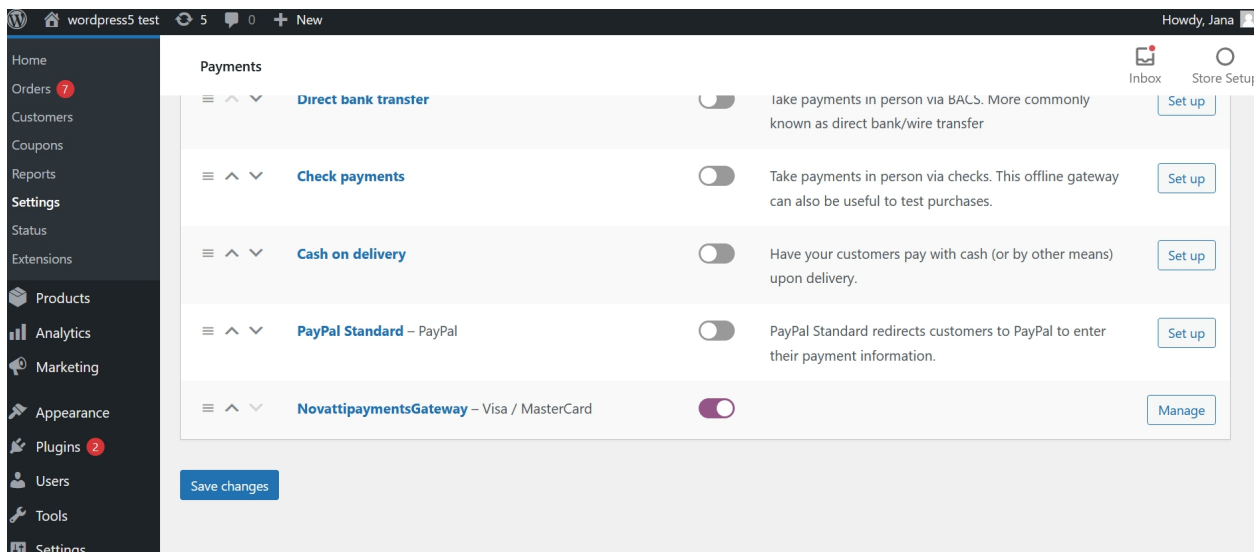 wordpress5 test 5 0 + New Howdy, Jana
Home
Orders 7
Customers
Coupons
Reports
Settings
Status
Extensions
Products
Analytics
Marketing
Appearance
Plugins 2
Users
Tools
Settings
Payments
Inbox
Store Setup
Direct bank transfer
Take payments in person via BACS. More commonly
known as direct bank/wire transfer
Set up
Check payments
Take payments in person via checks. This offline gateway
can also be useful to test purchases.
Set up
Cash on delivery
Have your customers pay with cash (or by other means)
upon delivery.
Set up
PayPal Standard – PayPal
PayPal Standard redirects customers to PayPal to enter
their payment information.
Set up
NovattipaymentsGateway – Visa / MasterCard
Manage
Save changes